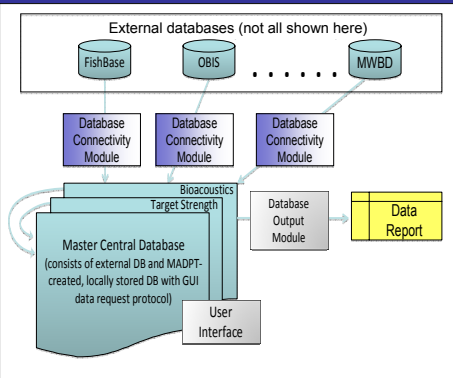 External databases (not all shown here)
FishBase
OBIS
. . . . . .
MWBD
Database
Connectivity
Module
Database
Connectivity
Module
Database
Connectivity
Module
Bioacoustics
Target Strength
Master Central Database
(consists of external DB and MADPT-
created, locally stored DB with GUI
data request protocol)
Database
Output
Module
Data
Report
User
Interface